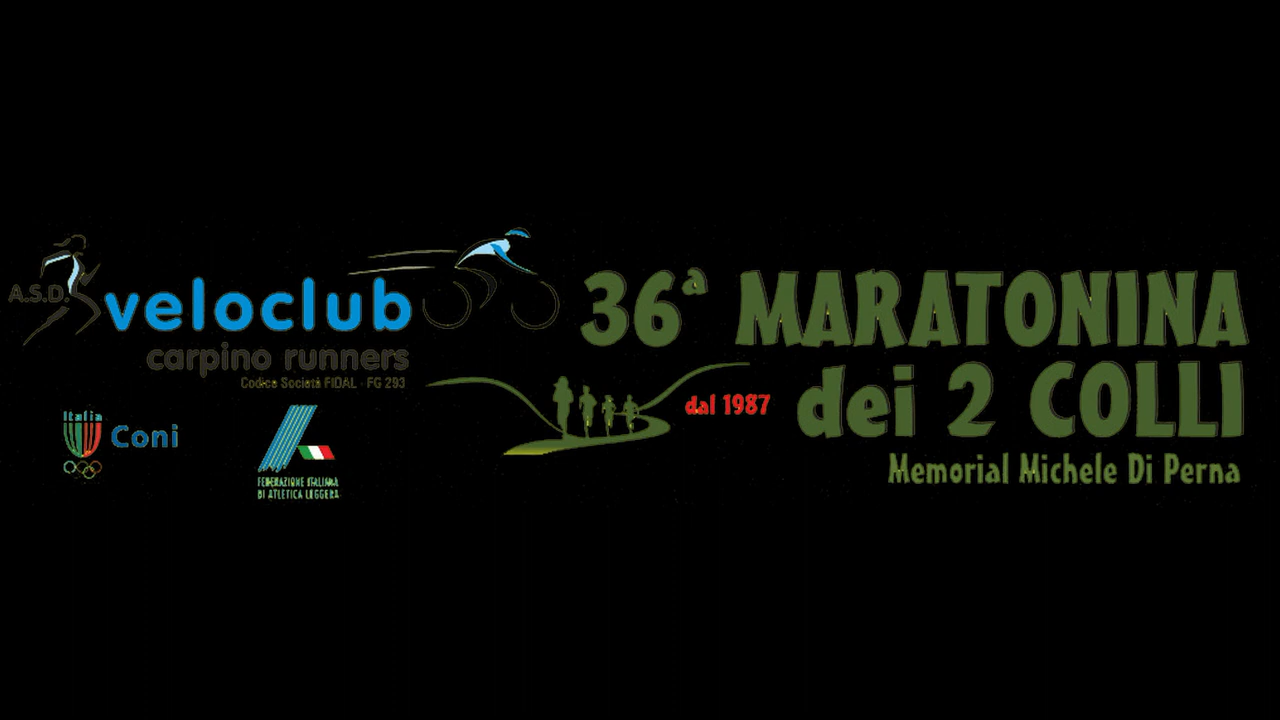 A.S.D.
veloclub
carpino runners
Codice Società FIDAL - FG 293
Italia
Coni
FEDERAZIONE ITALIANA
DI ATLETICA LEGGERA
36ª MARATONINA
dal 1987
dei 2 COLLI
Memorial Michele Di Perna